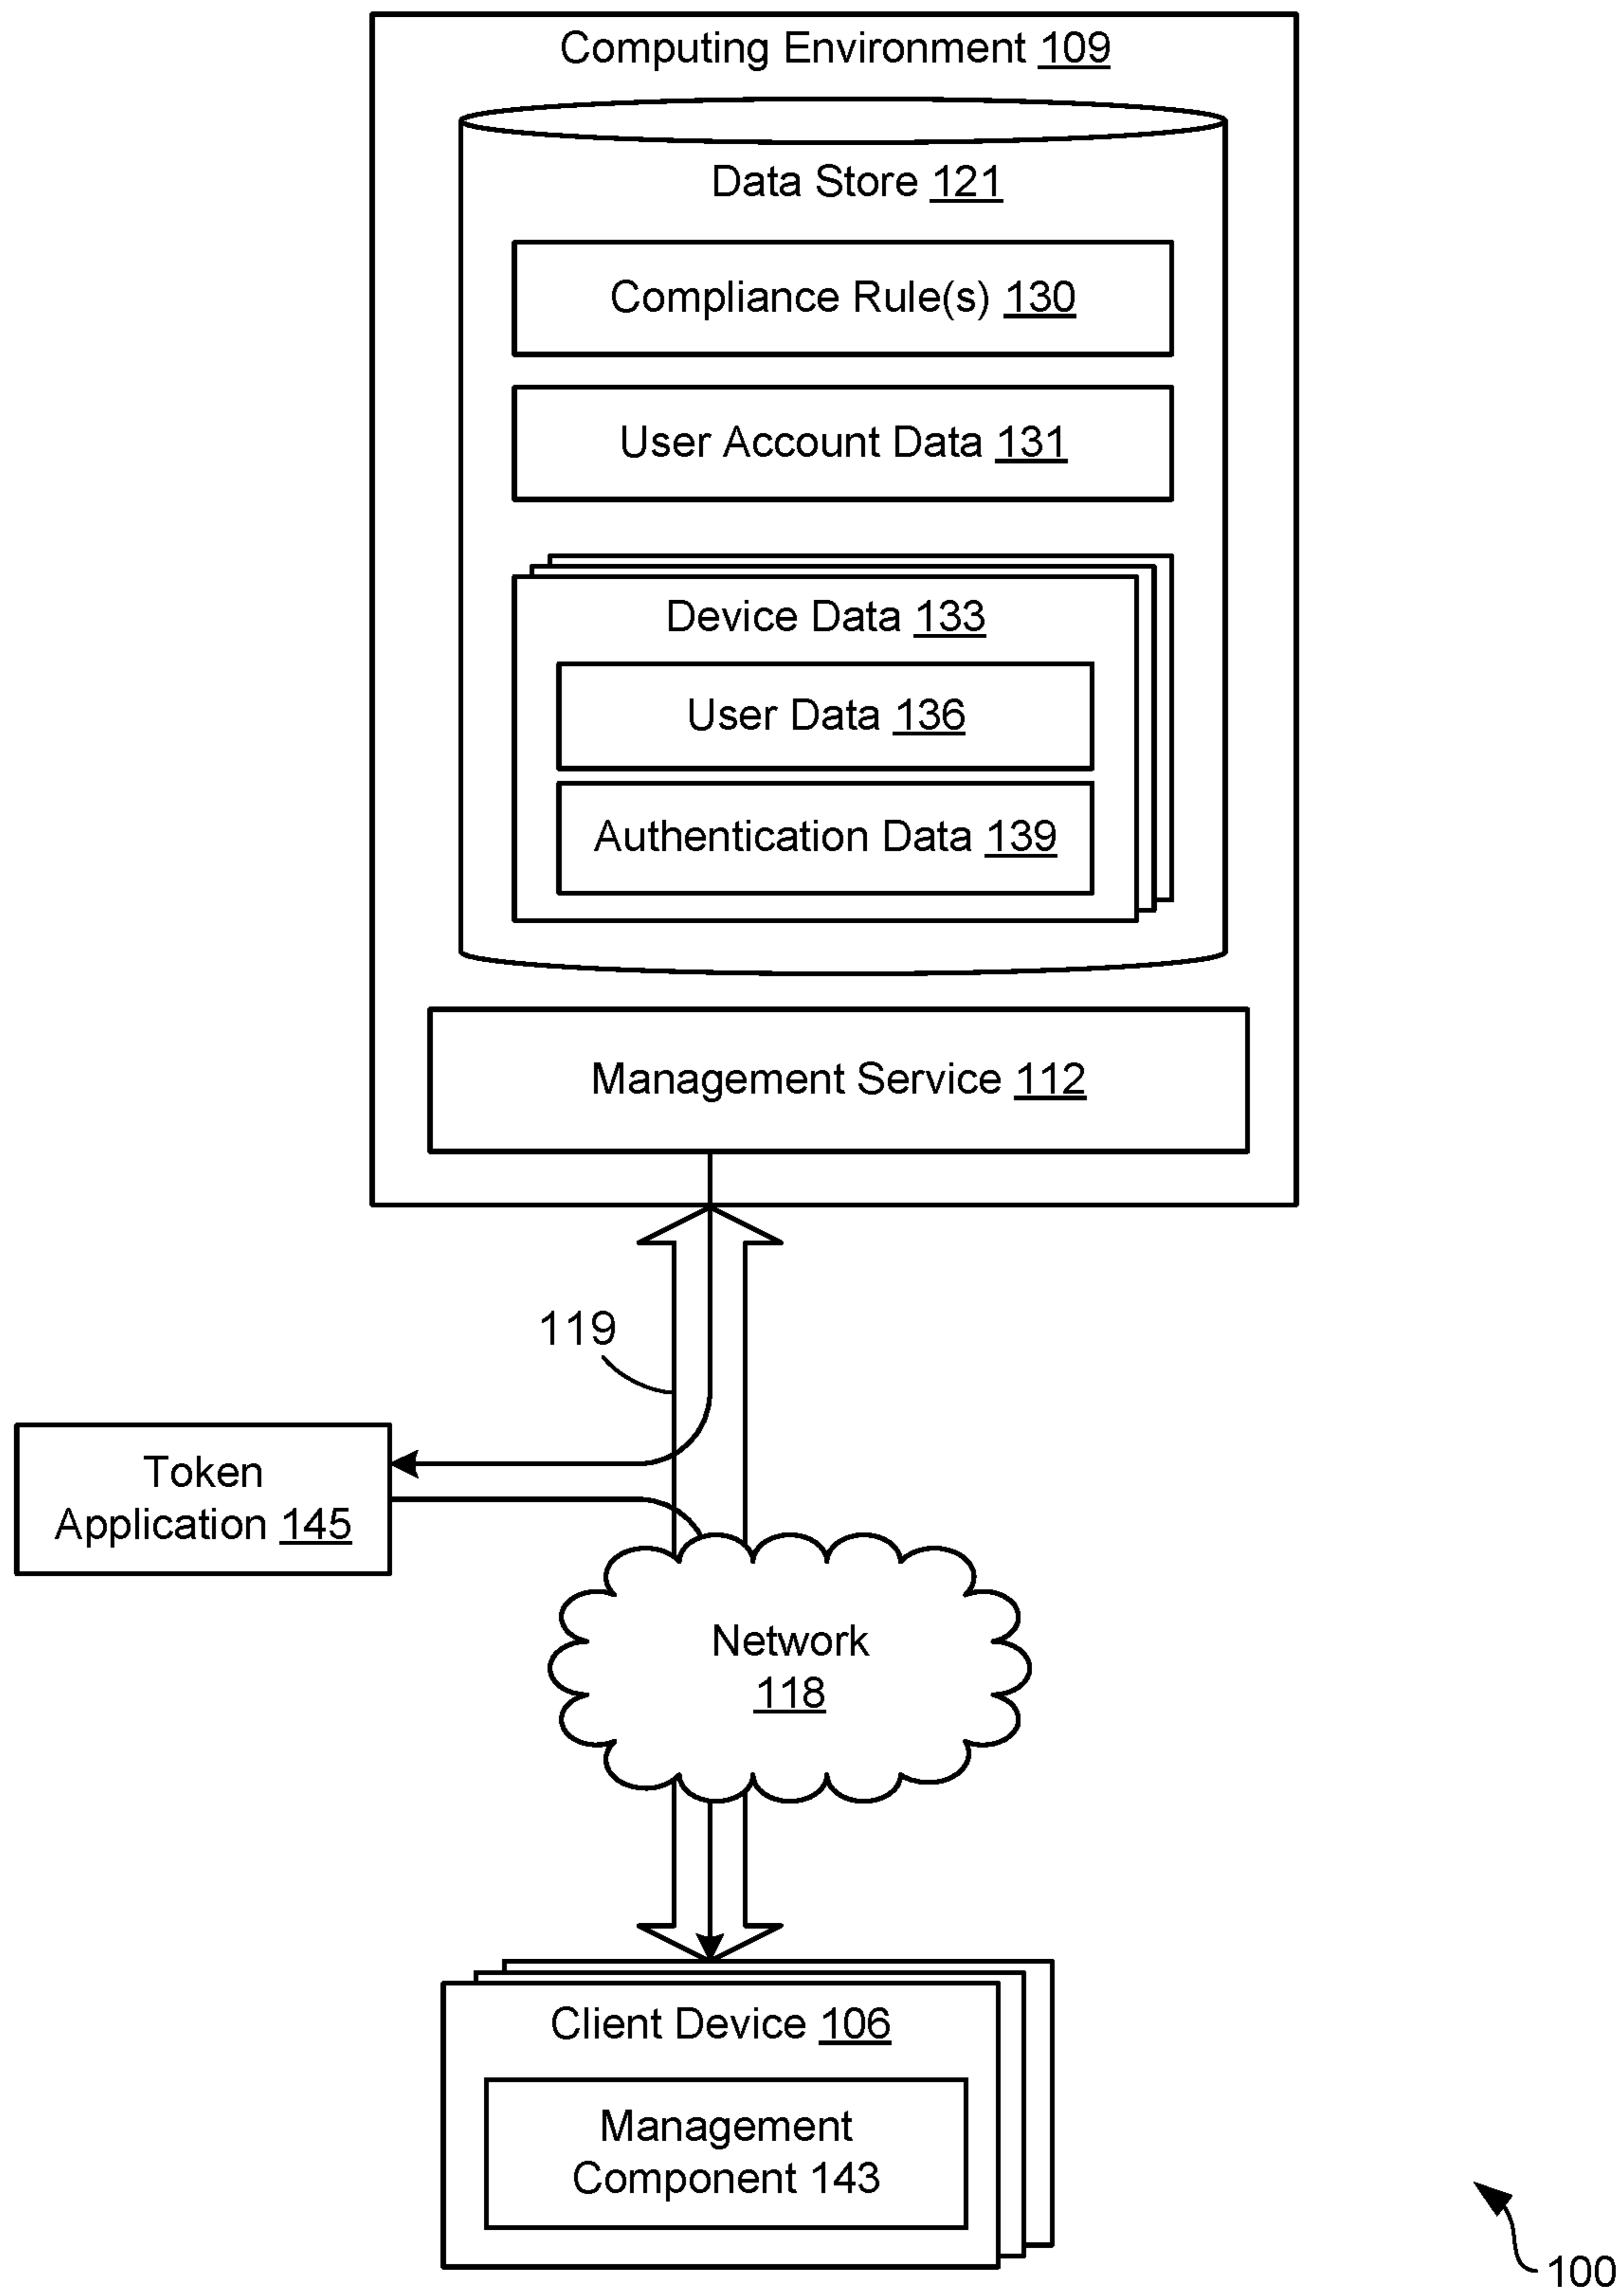 Computing Environment 109
Data Store 121
Compliance Rule(s) 130
User Account Data 131
Device Data 133
User Data 136
Authentication Data 139
Management Service 112
119
Token
Application 145
Network
118
Client Device 106
Management
Component 143
100